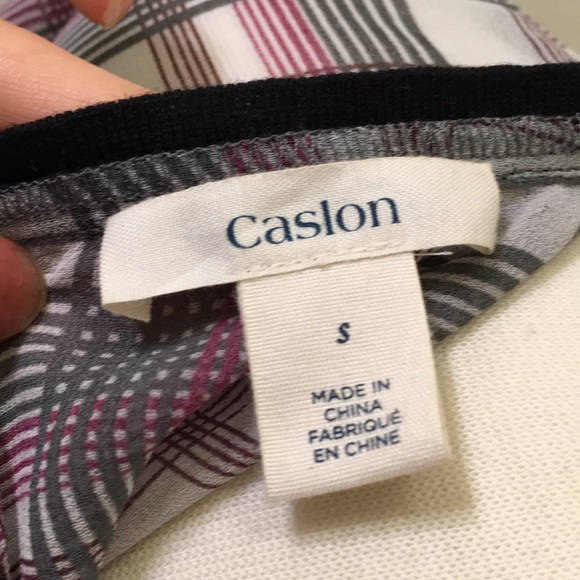 Caslon
S
MADE IN
CHINA
FABRIQUÉ
EN CHINE